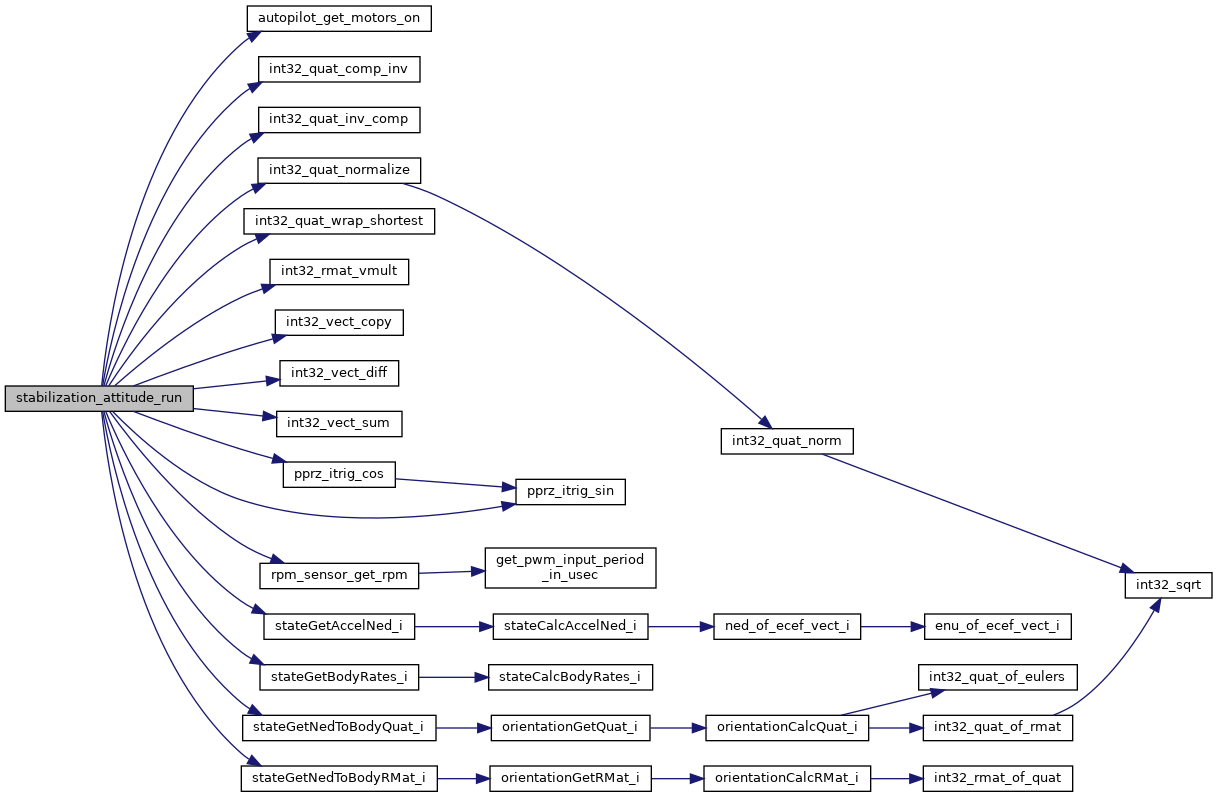 autopilot_get_motors_on
int32_quat_comp_inv
int32_quat_inv_comp
int32_quat_normalize
int32_quat_wrap_shortest
int32_rmat_vmult
int32_vect_copy
int32_vect_diff
stabilization_attitude_run
int32_vect_sum
int32_quat_norm
pprz_itrig_cos
pprz_itrig_sin
get_pwm_input_period
_in_usec
rpm_sensor_get_rpm
int32_sqrt
stateGetAccelNed_i
stateCalcAccelNed_i
ned_of_ecef_vect_i
enu_of_ecef_vect_i
stateGetBodyRates_i
stateCalcBodyRates_i
int32_quat_of_eulers
stateGetNedToBodyQuat_i
orientationGetQuat_i
orientationCalcQuat_i
int32_quat_of_rmat
stateGetNedToBodyRMat_i
orientationGetRMat_i
orientationCalcRMat_i
int32_rmat_of_quat